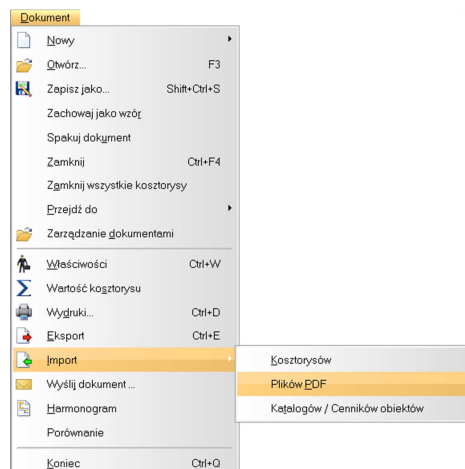 Dokument
Nowy
Otwórz... F3
Zapisz jako... Shift+Ctrl+S
Zachowaj jako wzór
Spakuj dokument
Zamknij Ctrl+F4
Zamknij wszystkie kosztorysy
Przejdź do
Zarządzanie dokumentami
Właściwości Ctrl+W
Wartość kosztorysu
Wydruki... Ctrl+D
Eksport Ctrl+E
Import
Kosztorysów
Wyślij dokument ...
Plików PDF
Harmonogram
Katalogów / Cenników obiektów
Porównanie
Koniec Ctrl+Q